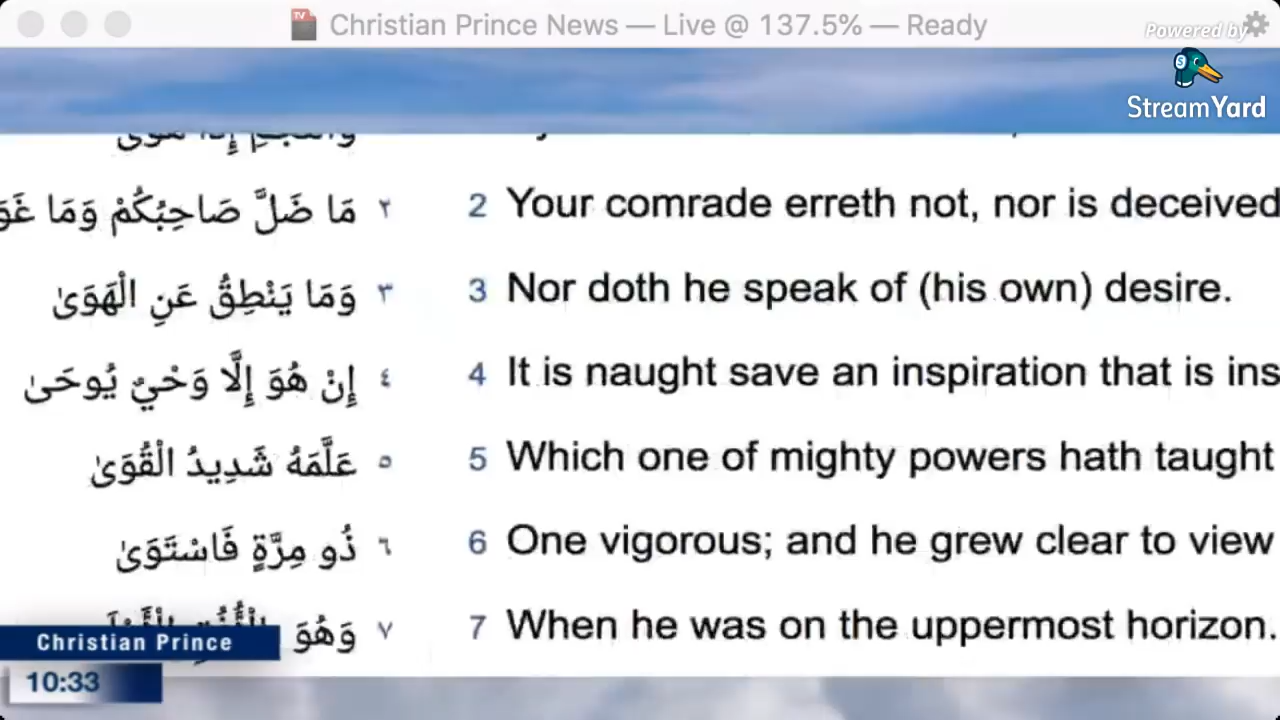 Christian Prince News — Live @ 137.5% — Ready
Powered by
StreamYard
مَا ضَلَّ صَاحِبُكُمْ وَمَا ٢
2 Your comrade erreth not, nor is deceived
وَمَا يَنْطِقُ عَنِ الْهَوَىٰ ٣
3 Nor doth he speak of (his own) desire.
إِنْ هُوَ إِلَّا وَحْيٌ يُوحَىٰ ٤
4 It is naught save an inspiration that is ins
عَلَّمَهُ شَدِيدُ الْقُوَىٰ ٥
5 Which one of mighty powers hath taught
ذُو مِرَّةٍ فَاسْتَوَىٰ ٦
6 One vigorous; and he grew clear to view
وَهُوَ ٧
7 When he was on the uppermost horizon.
Christian Prince
10:33